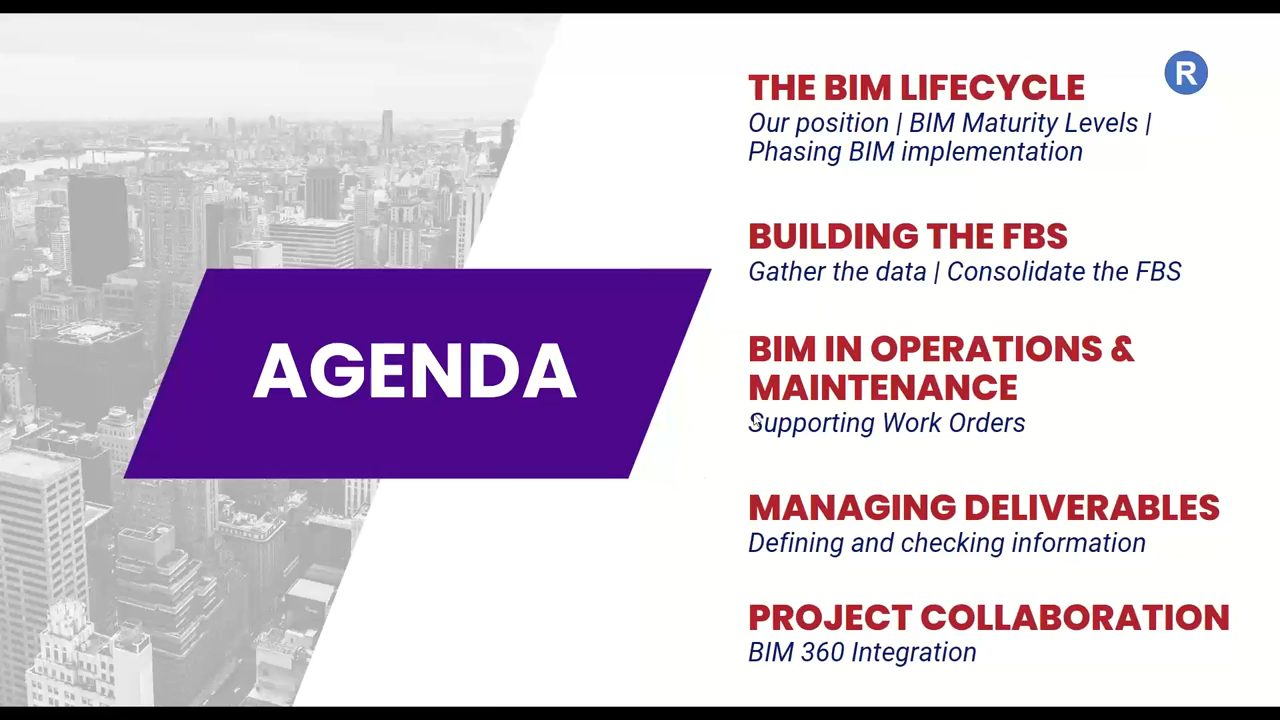 AGENDA
R
THE BIM LIFECYCLE
Our position | BIM Maturity Levels |
Phasing BIM implementation
BUILDING THE FBS
Gather the data | Consolidate the FBS
BIM IN OPERATIONS &
MAINTENANCE
Supporting Work Orders
MANAGING DELIVERABLES
Defining and checking information
PROJECT COLLABORATION
BIM 360 Integration